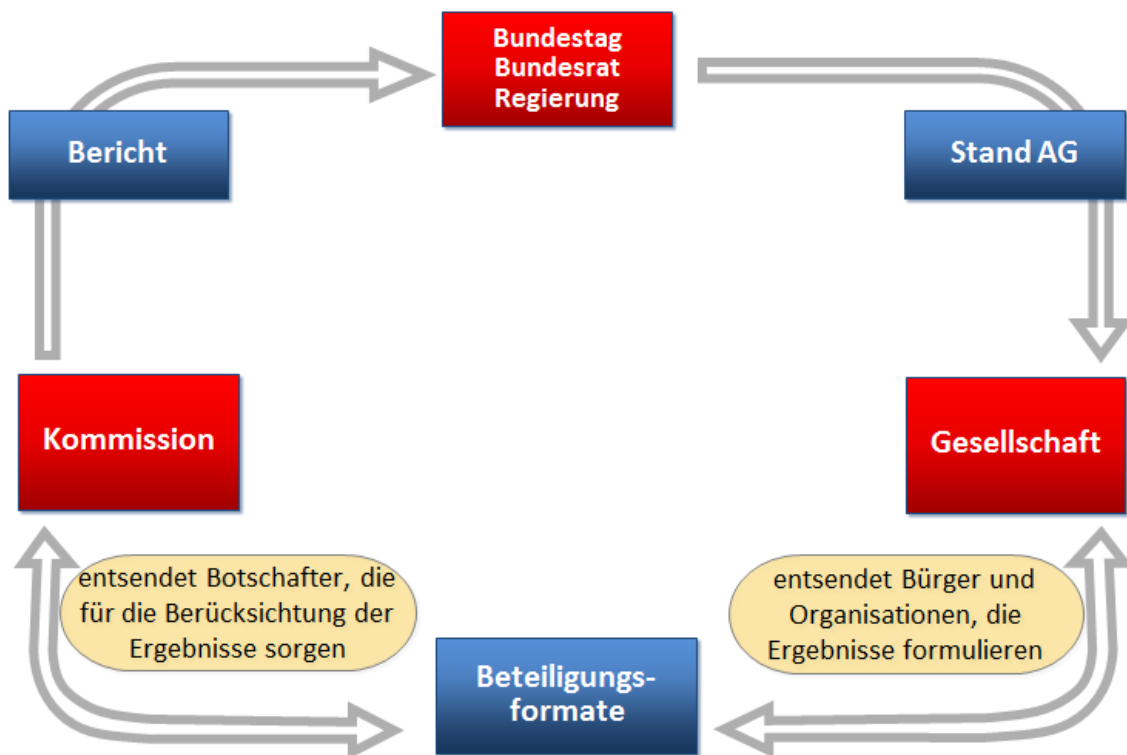 Bundestag
Bundesrat
Regierung
Bericht
Stand AG
Kommission
Gesellschaft
entsendet Botschafter, die
für die Berücksichtung der
Ergebnisse sorgen
entsendet Bürger und
Organisationen, die
Ergebnisse formulieren
Beteiligungs-
formate